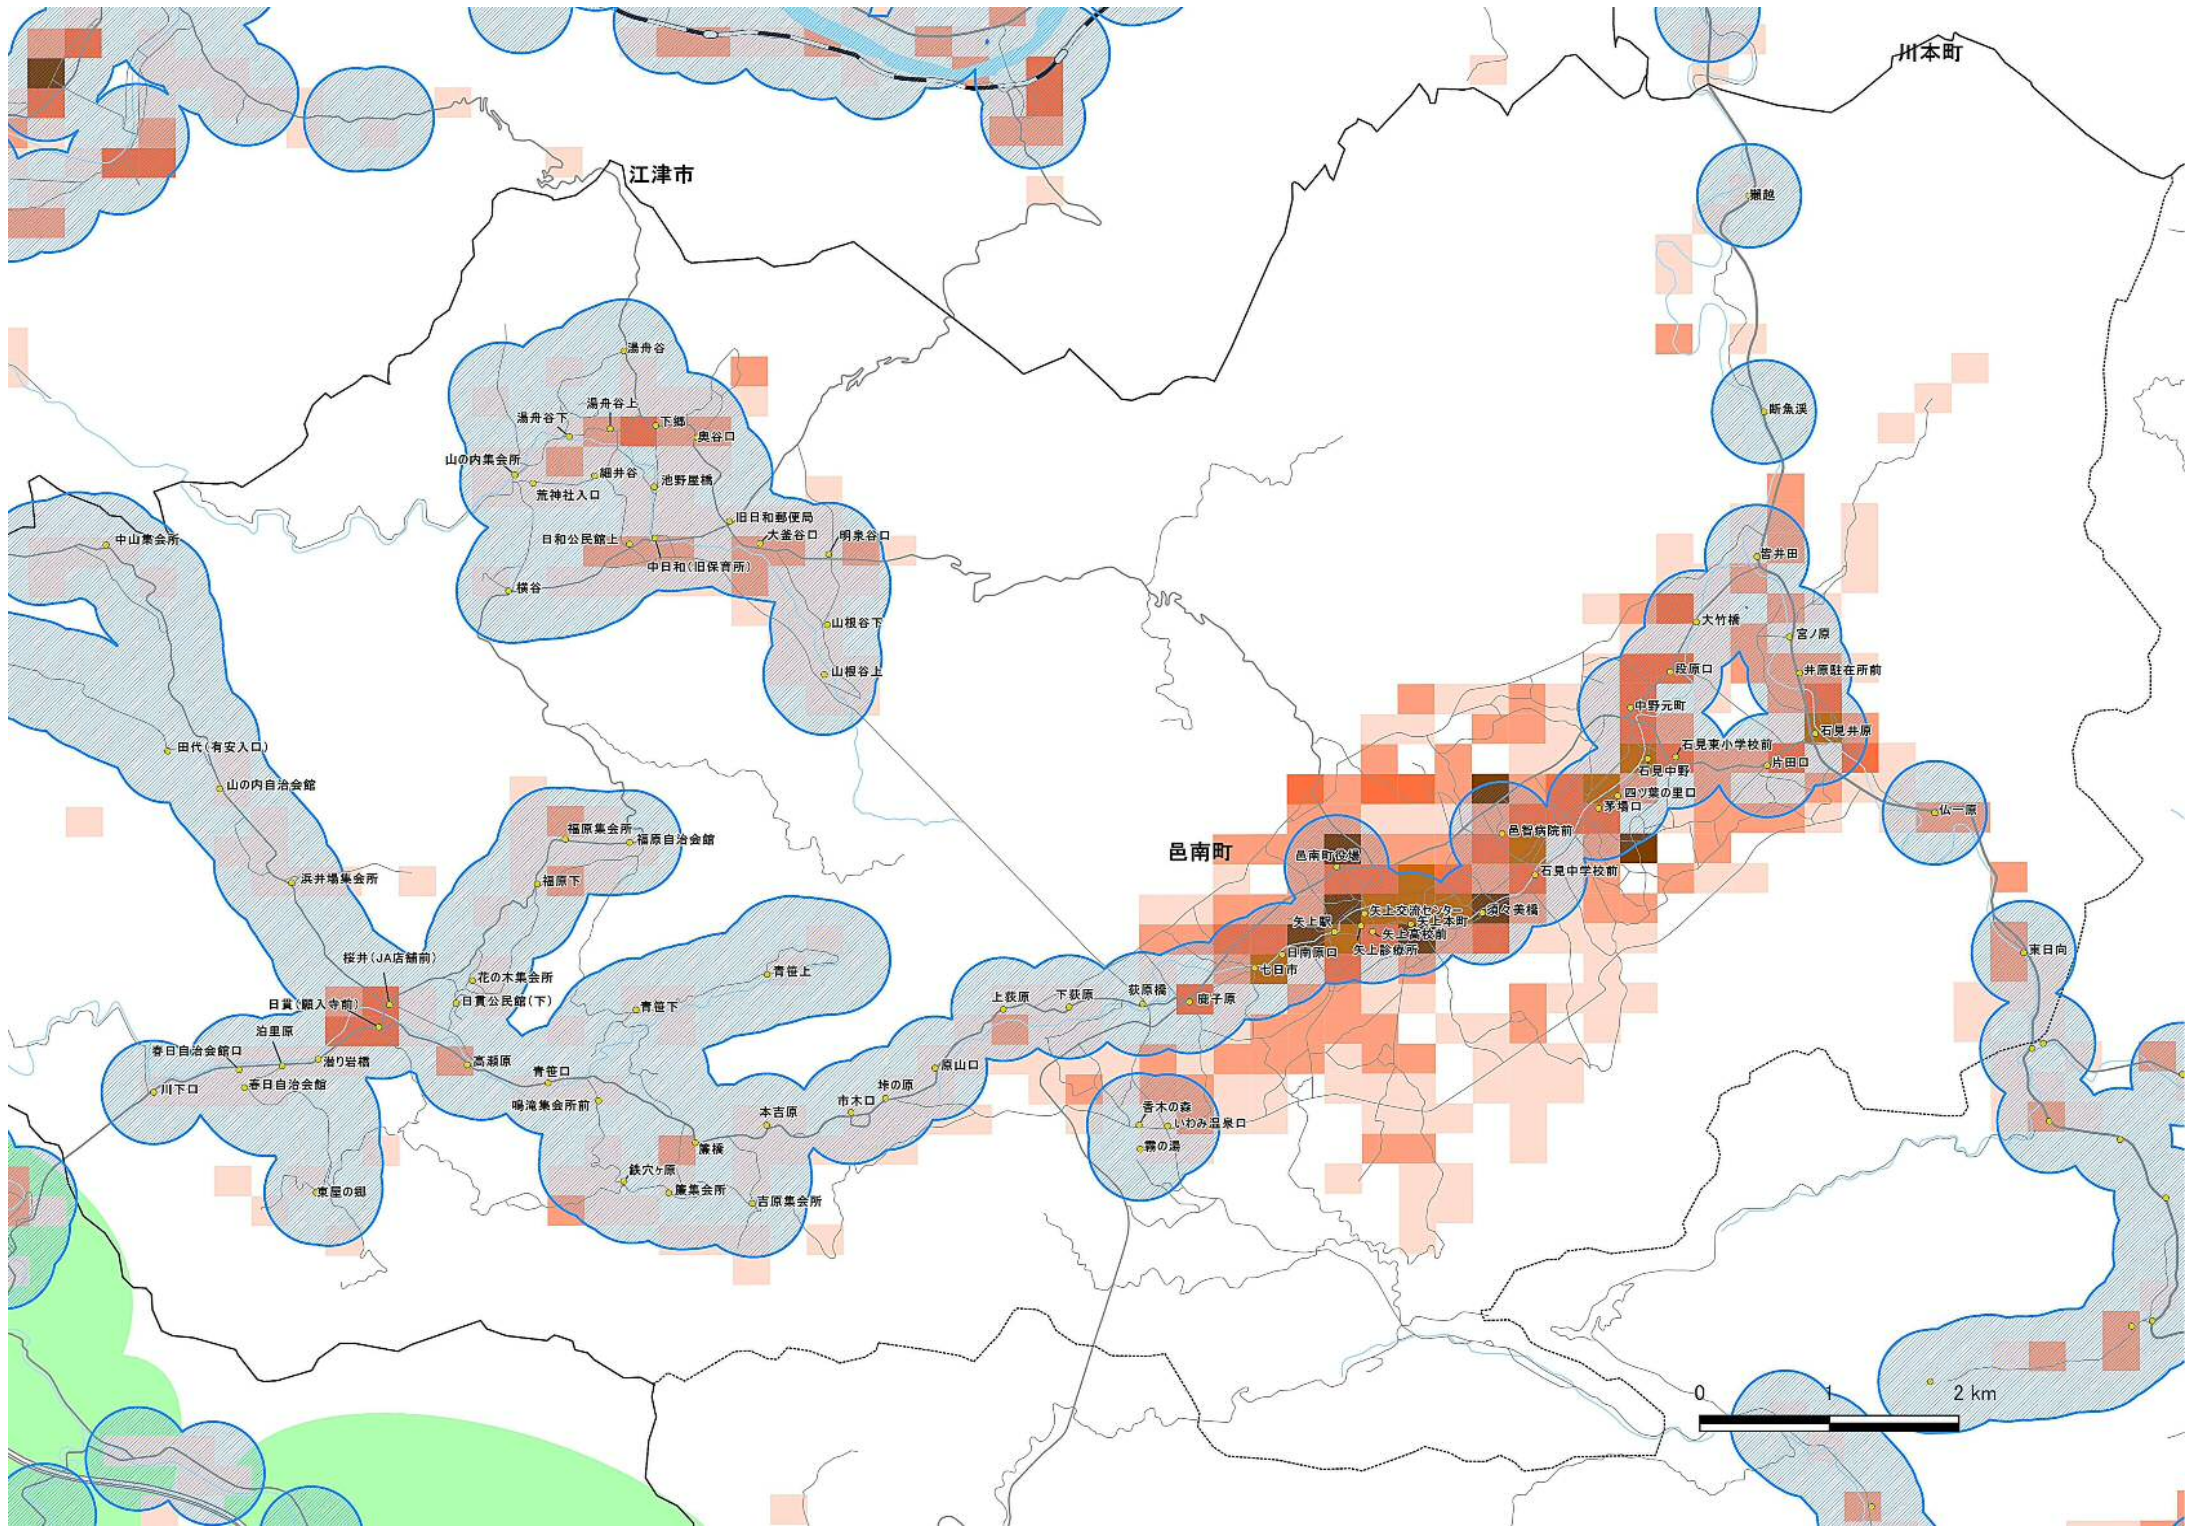 川本町
江津市
瀬越
湯舟谷
湯舟谷上
湯舟谷下
下郷
断魚渓
奥谷口
山の内集会所
細井谷
池野屋橋
荒神社入口
旧日和郵便局
中山集会所
日和公民館上
大釜谷口
明泉谷口
皆井田
中日和(旧保育所)
横谷
大竹橋
山根谷下
宮ノ原
山根谷上
段原口
井原駐在所前
中野元町
石見井原
田代(有安入口)
石見東小学校前
片田口
石見中野
山の内自治会館
四ツ葉の里口
茅場口
仏一原
福原集会所
福原自治会館
邑智病院前
邑南町
邑南町役場
石見中学校前
浜井場集会所
福原下
矢上交流センター
須々美橋
矢上駅
矢上本町
矢上高校前
矢上診療所
東日向
桜井(JA店舗前)
日南原口
七日市
花の木集会所
青笹上
日貫(願入寺前)
日貫公民館(下)
青笹下
上荻原
下荻原
荻原橋
鹿子原
泊里原
春日自治会館口
潜り岩橋
高瀬原
原山口
青笹口
川下口
春日自治会館
垰の原
鳴滝集会所前
市木口
本吉原
香木の森
いわみ温泉口
簾橋
霧の湯
鉄穴ヶ原
東屋の郷
簾集会所
吉原集会所
0 1 2 km